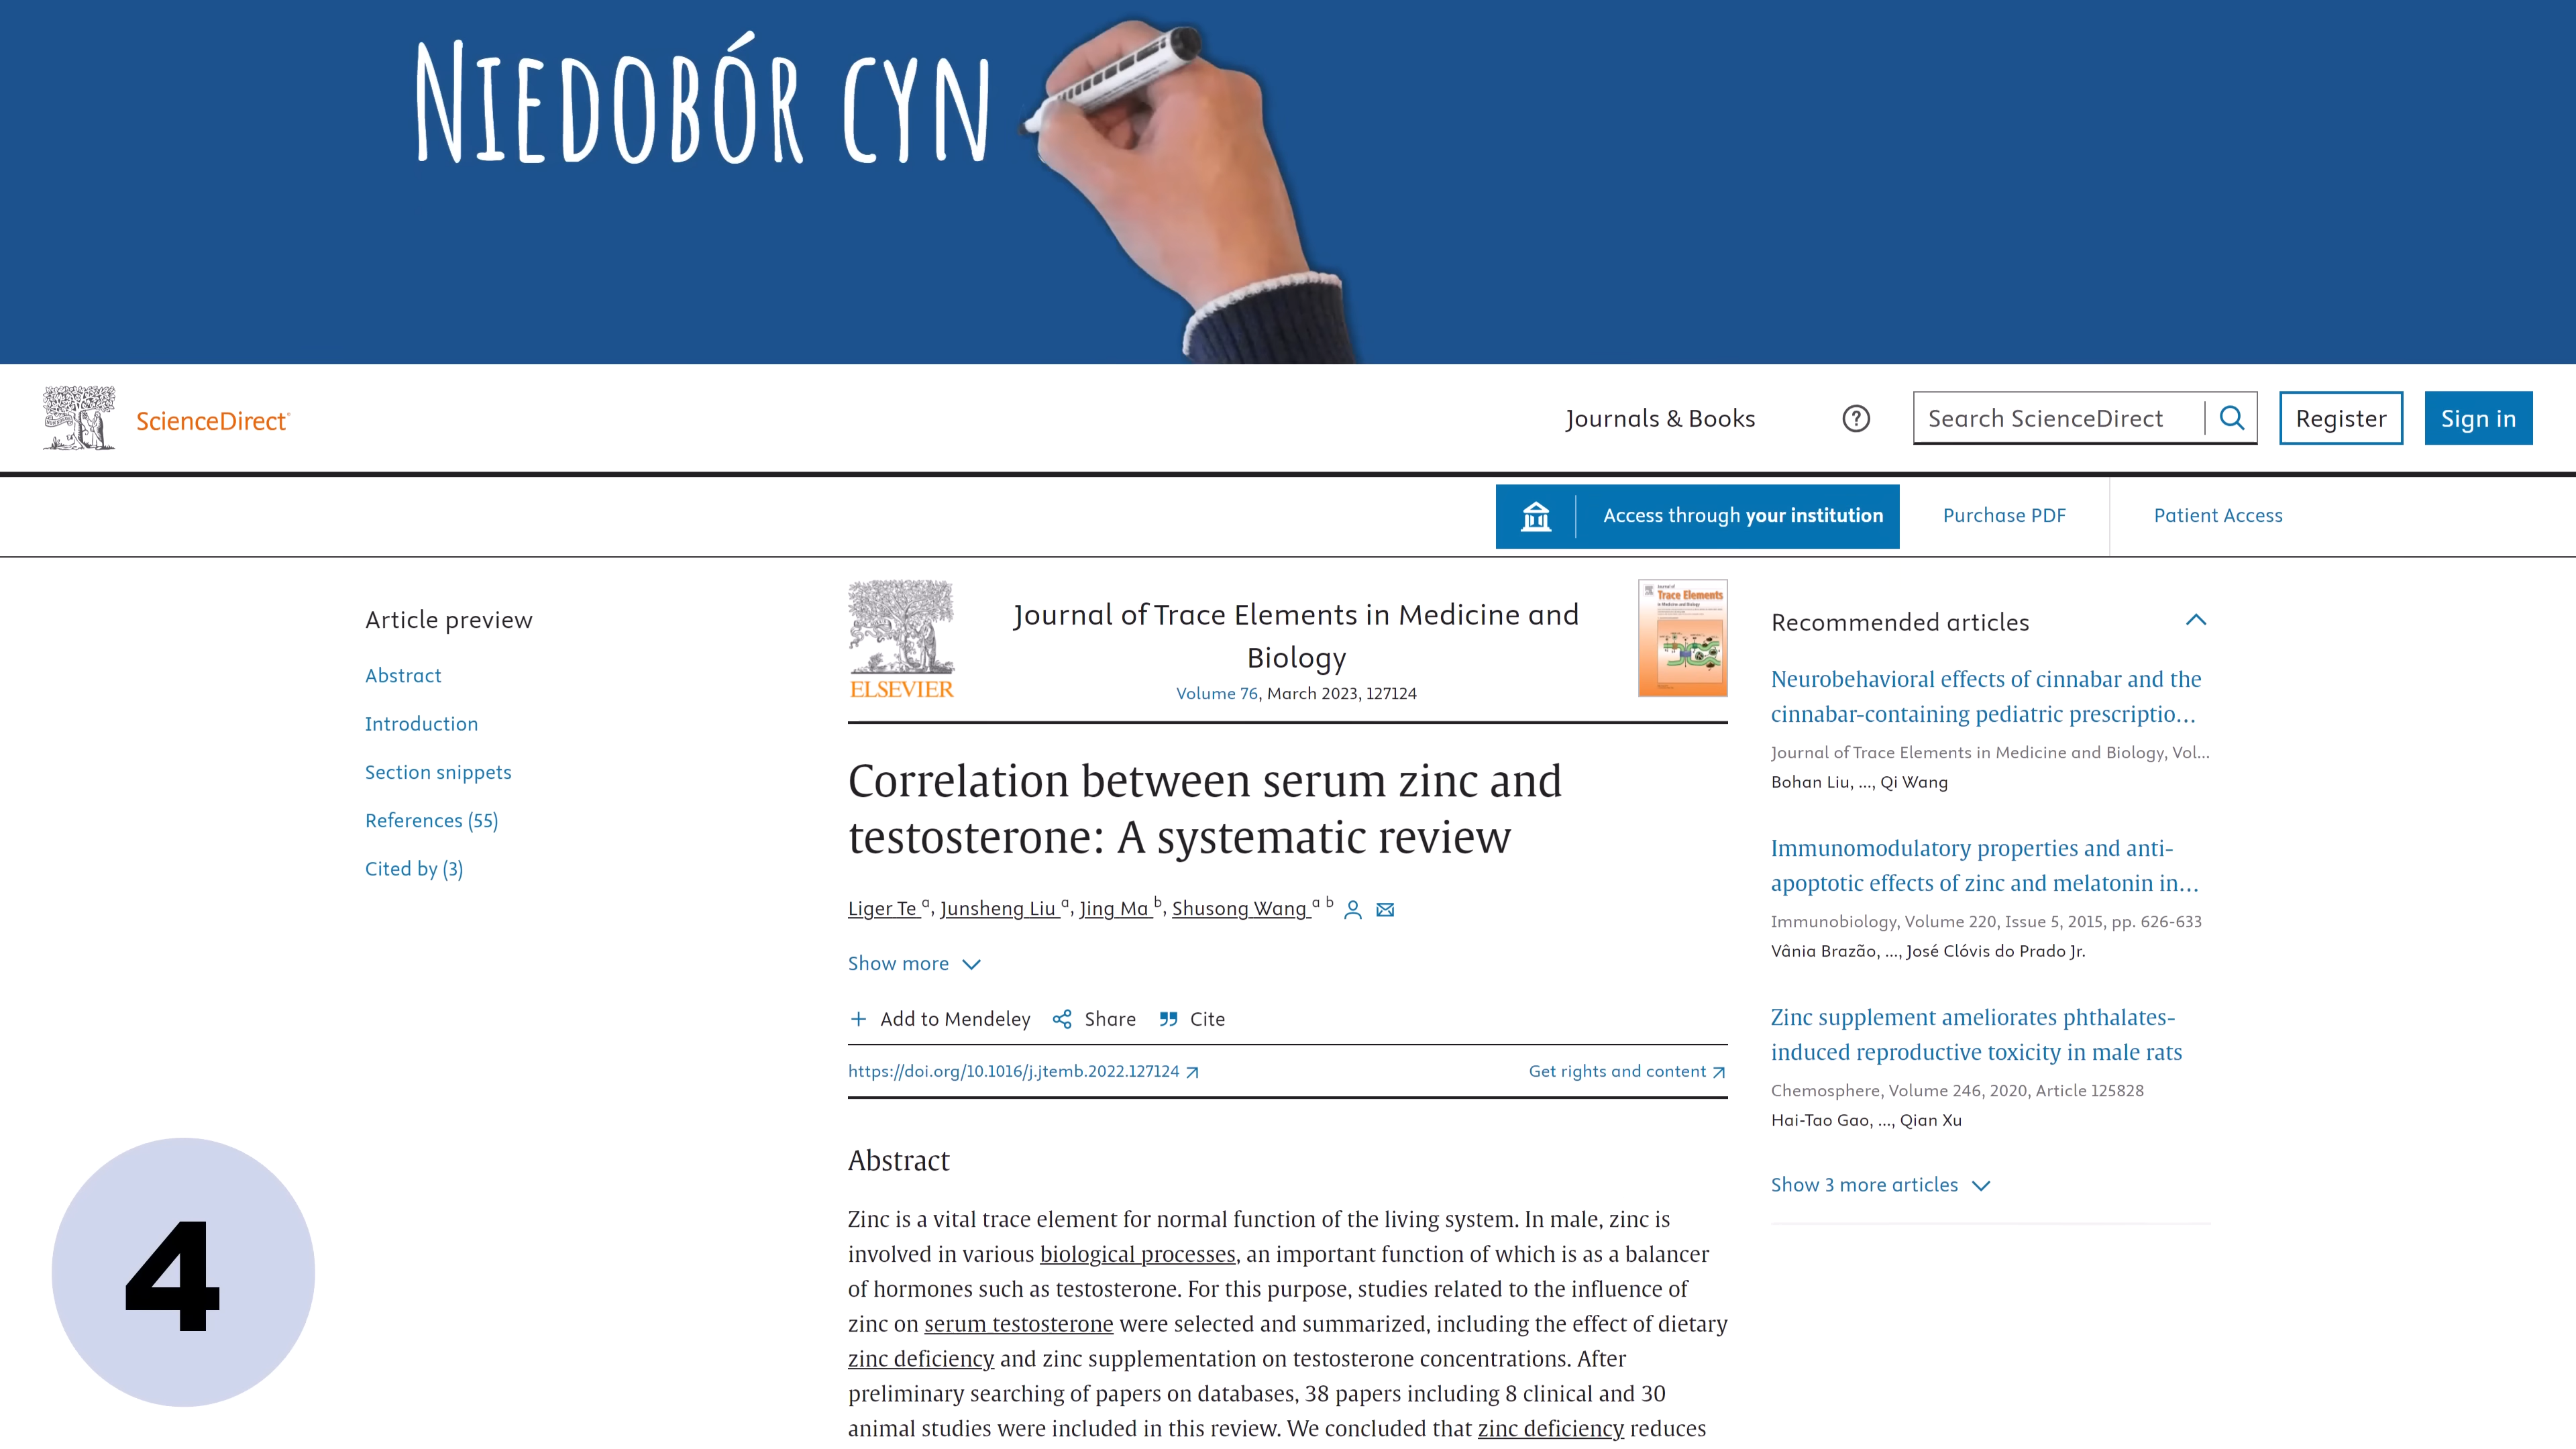 NIEDOBÓR CYN
ScienceDirect
Journals & Books
Search ScienceDirect
Register
Sign in
Access through your institution
Purchase PDF
Patient Access
Article preview
Abstract
Introduction
Section snippets
References (55)
Cited by (3)
ELSEVIER
Journal of Trace Elements in Medicine and
Biology
Volume 76, March 2023, 127124
Journal of
Trace Elements
in Medicine and Biology
Correlation between serum zinc and
testosterone: A systematic review
Liger Te a, Junsheng Liu a, Jing Ma b, Shusong Wang a b
Show more
Add to Mendeley
Share
Cite
https://doi.org/10.1016/j.jtemb.2022.127124
Get rights and content
Abstract
Zinc is a vital trace element for normal function of the living system. In male, zinc is
involved in various biological processes, an important function of which is as a balancer
of hormones such as testosterone. For this purpose, studies related to the influence of
zinc on serum testosterone were selected and summarized, including the effect of dietary
zinc deficiency and zinc supplementation on testosterone concentrations. After
preliminary searching of papers on databases, 38 papers including 8 clinical and 30
animal studies were included in this review. We concluded that zinc deficiency reduces
Recommended articles
Neurobehavioral effects of cinnabar and the
cinnabar-containing pediatric prescriptio...
Journal of Trace Elements in Medicine and Biology, Vol...
Bohan Liu, ..., Qi Wang
Immunomodulatory properties and anti-
apoptotic effects of zinc and melatonin in...
Immunobiology, Volume 220, Issue 5, 2015, pp. 626-633
Vânia Brazão, ..., José Clóvis do Prado Jr.
Zinc supplement ameliorates phthalates-
induced reproductive toxicity in male rats
Chemosphere, Volume 246, 2020, Article 125828
Hai-Tao Gao, ..., Qian Xu
Show 3 more articles
4